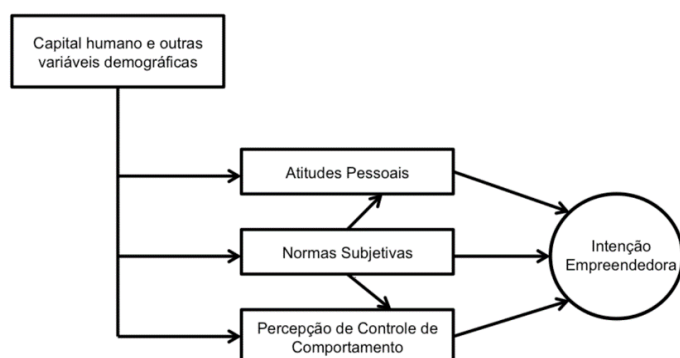 Capital humano e outras
variáveis demográficas
Atitudes Pessoais
Normas Subjetivas
Intenção
Empreendedora
Percepção de Controle de
Comportamento